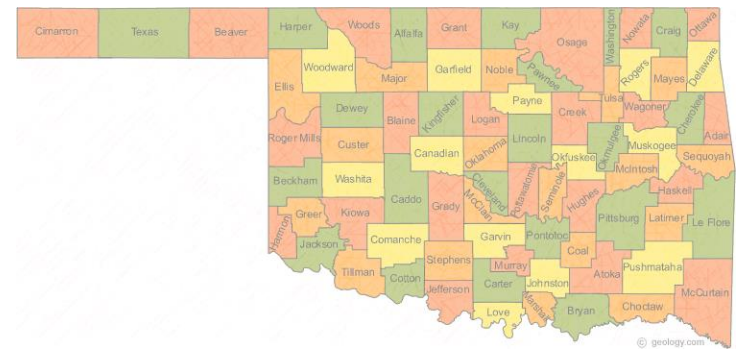 Cimarron
Texas
Beaver
Harper
Woods
Alfalfa
Grant
Kay
Osage
Washington
Nowata
Craig
Ottawa
Ellis
Woodward
Major
Garfield
Noble
Pawnee
Rogers
Mayes
Delaware
Dewey
Blaine
Kingfisher
Logan
Payne
Creek
Tulsa
Wagoner
Cherokee
Adair
Roger Mills
Custer
Canadian
Oklahoma
Lincoln
Okfuskee
Okmulgee
Muskogee
Sequoyah
Beckham
Washita
Caddo
Grady
McClain
Cleveland
Pottawatomie
Seminole
Hughes
McIntosh
Haskell
Pittsburg
Latimer
Le Flore
Harmon
Greer
Kiowa
Jackson
Comanche
Tillman
Cotton
Stephens
Jefferson
Garvin
Murray
Carter
Love
Pontotoc
Johnston
Marshall
Coal
Atoka
Bryan
Pushmataha
Choctaw
McCurtain
© geology.com